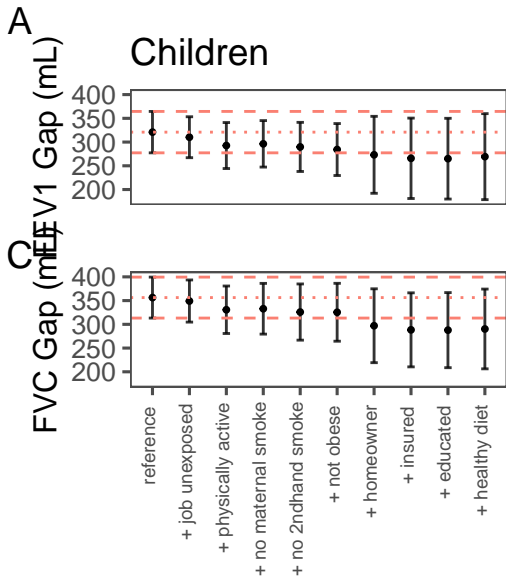 A
Children
FEV1 Gap (mL)
400
350
300
250
200
C
FVC Gap (mL)
400
350
300
250
200
reference
+ job unexposed
+ physically active
+ no maternal smoke
+ no 2ndhand smoke
+ not obese
+ homeowner
+ insured
+ educated
+ healthy diet